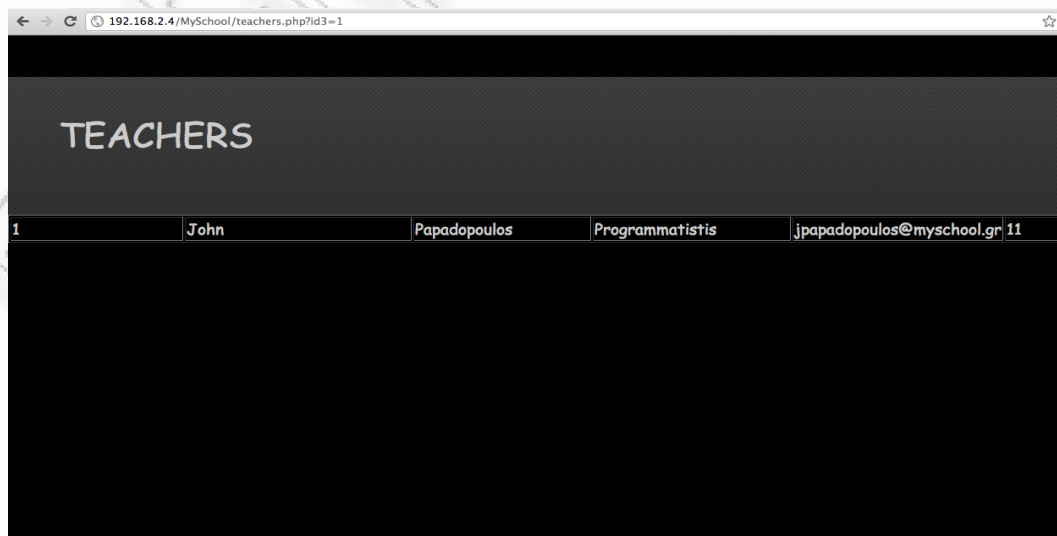 192.168.2.4/MySchool/teachers.php?id3=1
TEACHERS
1 John Papadopoulos Programmatistis jpapadopoulos@myschool.gr 11